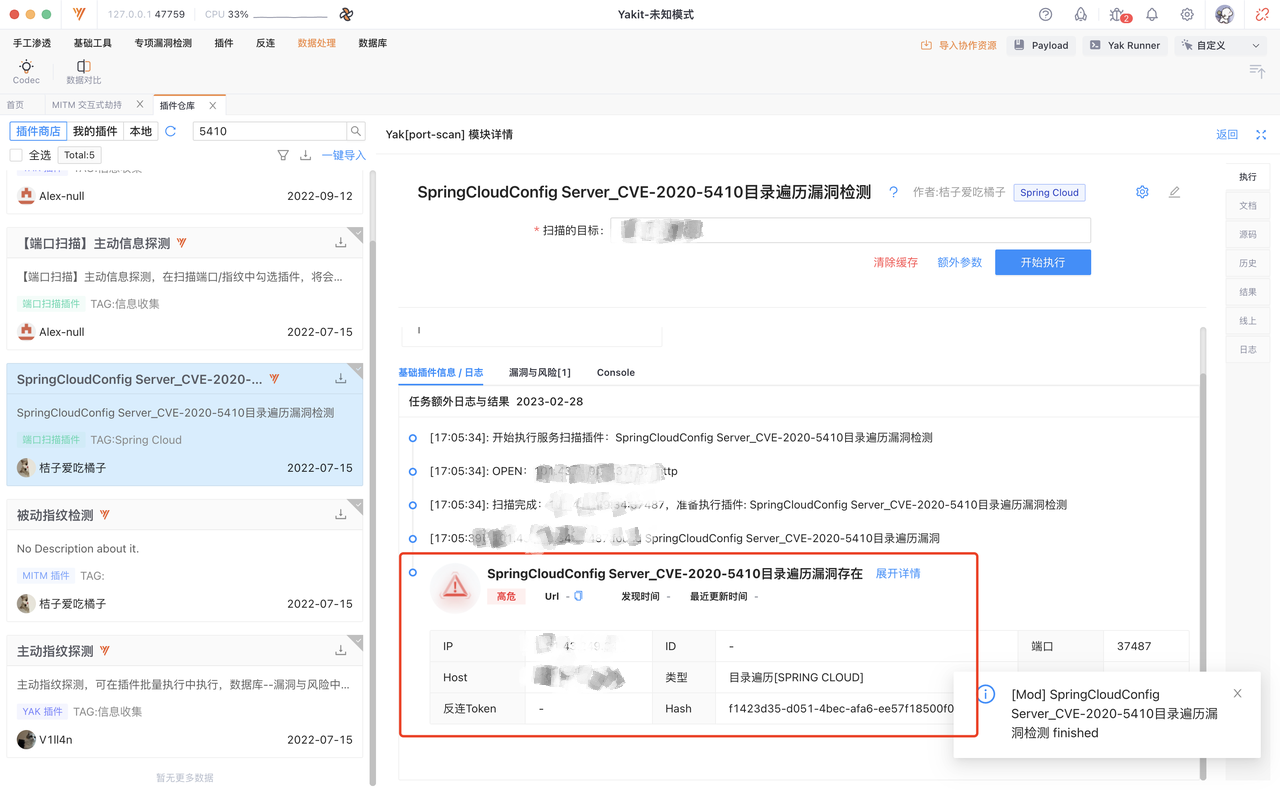 127.0.0.1 47759 CPU 33% Yakit-未知模式 2
手工渗透 基础工具 专项漏洞检测 插件 反连 数据处理 数据库 导入协作资源 Payload Yak Runner 自定义
Codec 数据对比
首页 MITM 交互式劫持 插件仓库
插件商店 我的插件 本地 5410
全选 Total:5 一键导入
Alex-null 2022-09-12
【端口扫描】主动信息探测
【端口扫描】主动信息探测，在扫描端口/指纹中勾选插件，将会...
端口扫描插件 TAG:信息收集
Alex-null 2022-07-15
SpringCloudConfig Server_CVE-2020-...
SpringCloudConfig Server_CVE-2020-5410目录遍历漏洞检测
端口扫描插件 TAG:Spring Cloud
桔子爱吃橘子 2022-07-15
被动指纹检测
No Description about it.
MITM 插件 TAG:
桔子爱吃橘子 2022-07-15
主动指纹探测
主动指纹探测，可在插件批量执行中执行，数据库--漏洞与风险中...
YAK 插件 TAG:信息收集
V1ll4n 2022-07-15
暂无更多数据
Yak[port-scan] 模块详情 返回
SpringCloudConfig Server_CVE-2020-5410目录遍历漏洞检测 ? 作者:桔子爱吃橘子 Spring Cloud
* 扫描的目标:
清除缓存 额外参数 开始执行
执行
文档
源码
历史
结果
线上
日志
基础插件信息 / 日志 漏洞与风险[1] Console
任务额外日志与结果 2023-02-28
[17:05:34]: 开始执行服务扫描插件：SpringCloudConfig Server_CVE-2020-5410目录遍历漏洞检测
[17:05:34]: OPEN: ttp
[17:05:34]: 扫描完成: 37487，准备执行插件: SpringCloudConfig Server_CVE-2020-5410目录遍历漏洞检测
[17:05:39 SpringCloudConfig Server_CVE-2020-5410目录遍历漏洞
SpringCloudConfig Server_CVE-2020-5410目录遍历漏洞存在 展开详情
高危 Url - 发现时间 - 最近更新时间 -
IP ID - 端口 37487
Host 类型 目录遍历[SPRING CLOUD]
反连Token - Hash f1423d35-d051-4bec-afa6-ee57f18500f0
[Mod] SpringCloudConfig
Server_CVE-2020-5410目录遍历漏
洞检测 finished